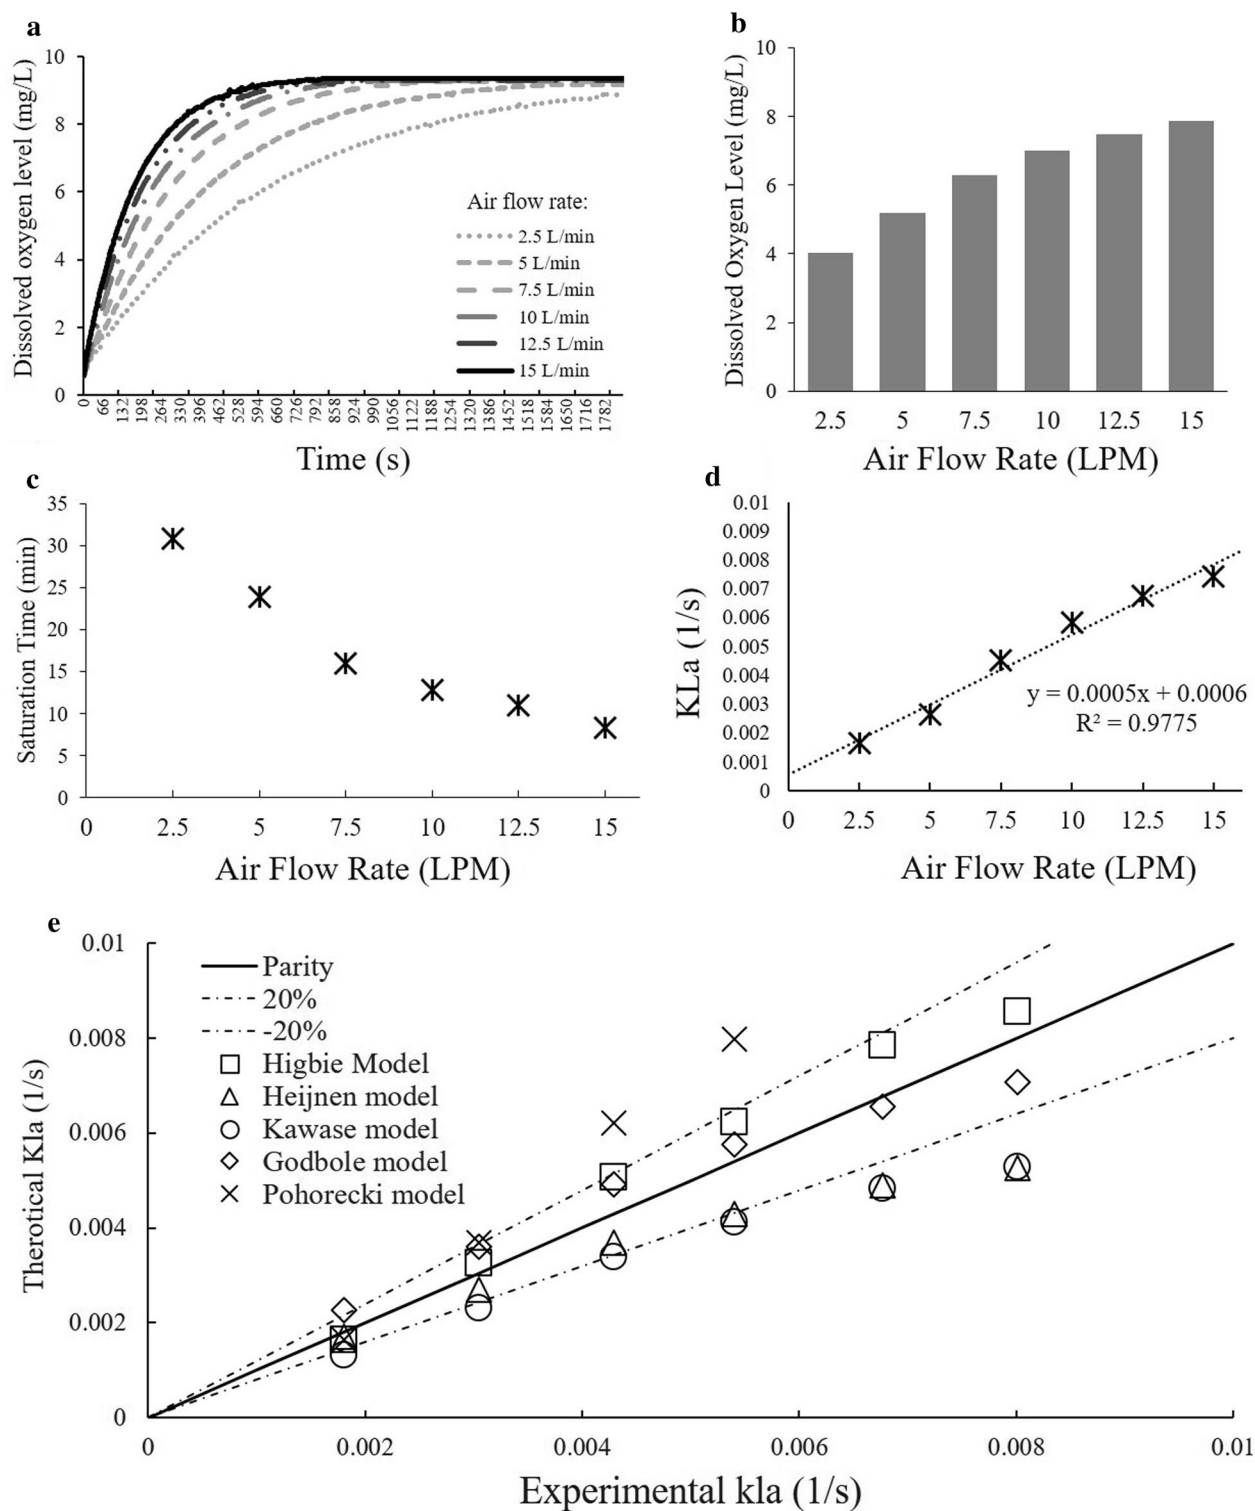 a
Dissolved oxygen level (mg/L)
10
8
6
4
2
0
Air flow rate:
2.5 L/min
5 L/min
7.5 L/min
10 L/min
12.5 L/min
15 L/min
0 66 132 198 264 330 396 462 528 594 660 726 792 858 924 990 1056 1122 1188 1254 1320 1386 1452 1518 1584 1650 1716 1782
Time (s)
b
Dissolved Oxygen Level (mg/L)
10
8
6
4
2
0
2.5 5 7.5 10 12.5 15
Air Flow Rate (LPM)
c
Saturation Time (min)
35
30
25
20
15
10
5
0
0 2.5 5 7.5 10 12.5 15
Air Flow Rate (LPM)
d
KLa (1/s)
0.01
0.009
0.008
0.007
0.006
0.005
0.004
0.003
0.002
0.001
0
y = 0.0005x + 0.0006
R² = 0.9775
0 2.5 5 7.5 10 12.5 15
Air Flow Rate (LPM)
e
Therotical Kla (1/s)
0.01
0.008
0.006
0.004
0.002
0
Parity
20%
-20%
Higbie Model
Heijnen model
Kawase model
Godbole model
Pohorecki model
0 0.002 0.004 0.006 0.008 0.01
Experimental kla (1/s)